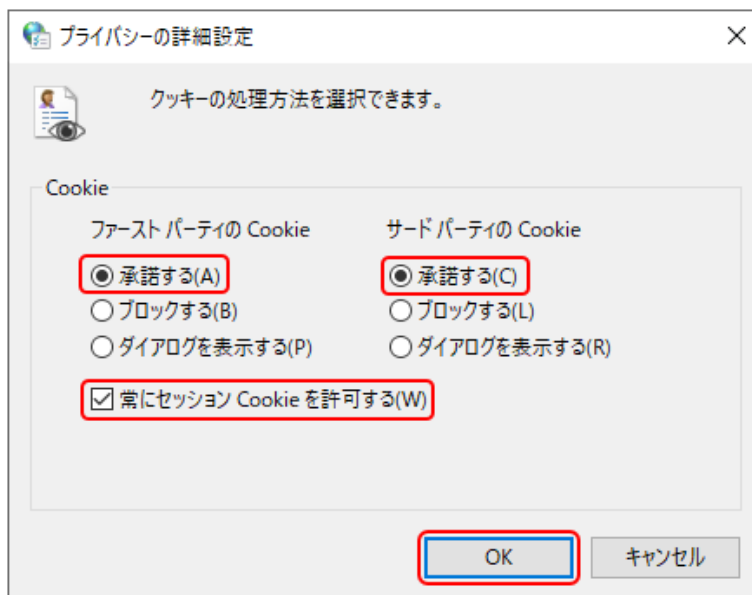 プライバシーの詳細設定
クッキーの処理方法を選択できます。
Cookie
ファースト パーティの Cookie
承諾する(A)
ブロックする(B)
ダイアログを表示する(P)
サード パーティの Cookie
承諾する(C)
ブロックする(L)
ダイアログを表示する(R)
常にセッション Cookie を許可する(W)
OK
キャンセル